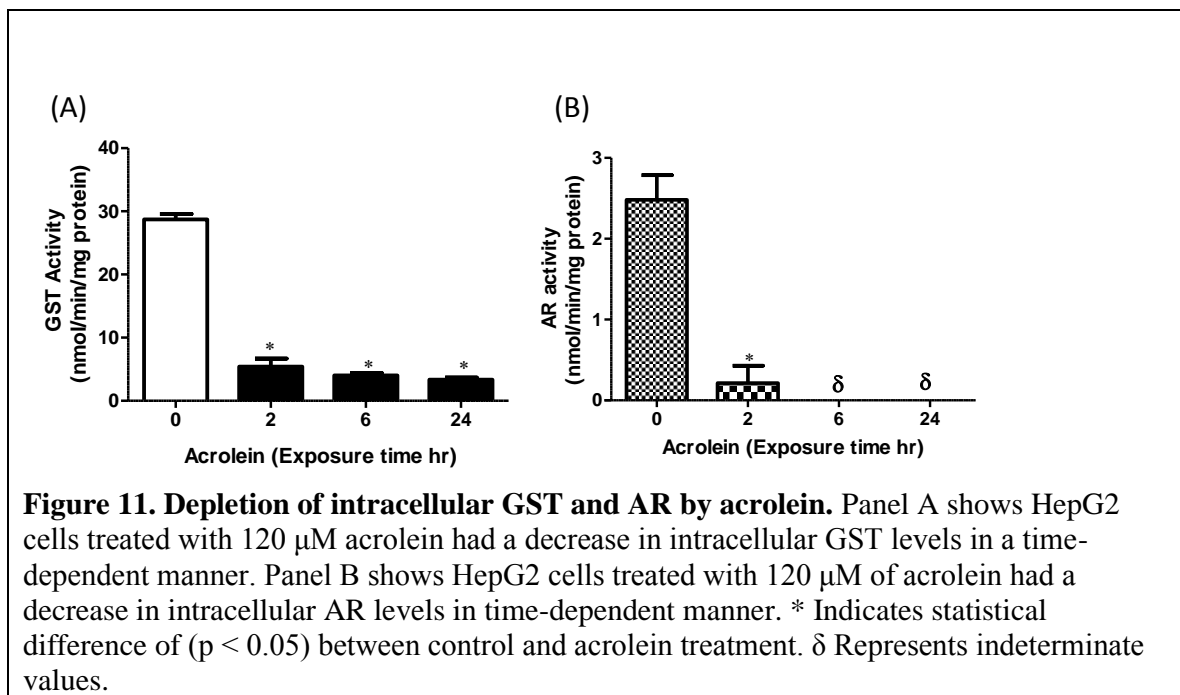 (A)
(B)
GST Activity
(nmol/min/mg protein)
40
30
20
10
0
*
*
*
0 2 6 24
Acrolein (Exposure time hr)
AR activity
(nmol/min/mg protein)
3
2
1
0
*
δ
δ
0 2 6 24
Acrolein (Exposure time hr)
Figure 11. Depletion of intracellular GST and AR by acrolein. Panel A shows HepG2
cells treated with 120 μM acrolein had a decrease in intracellular GST levels in a time-
dependent manner. Panel B shows HepG2 cells treated with 120 μM of acrolein had a
decrease in intracellular AR levels in time-dependent manner. * Indicates statistical
difference of (p < 0.05) between control and acrolein treatment. δ Represents indeterminate
values.